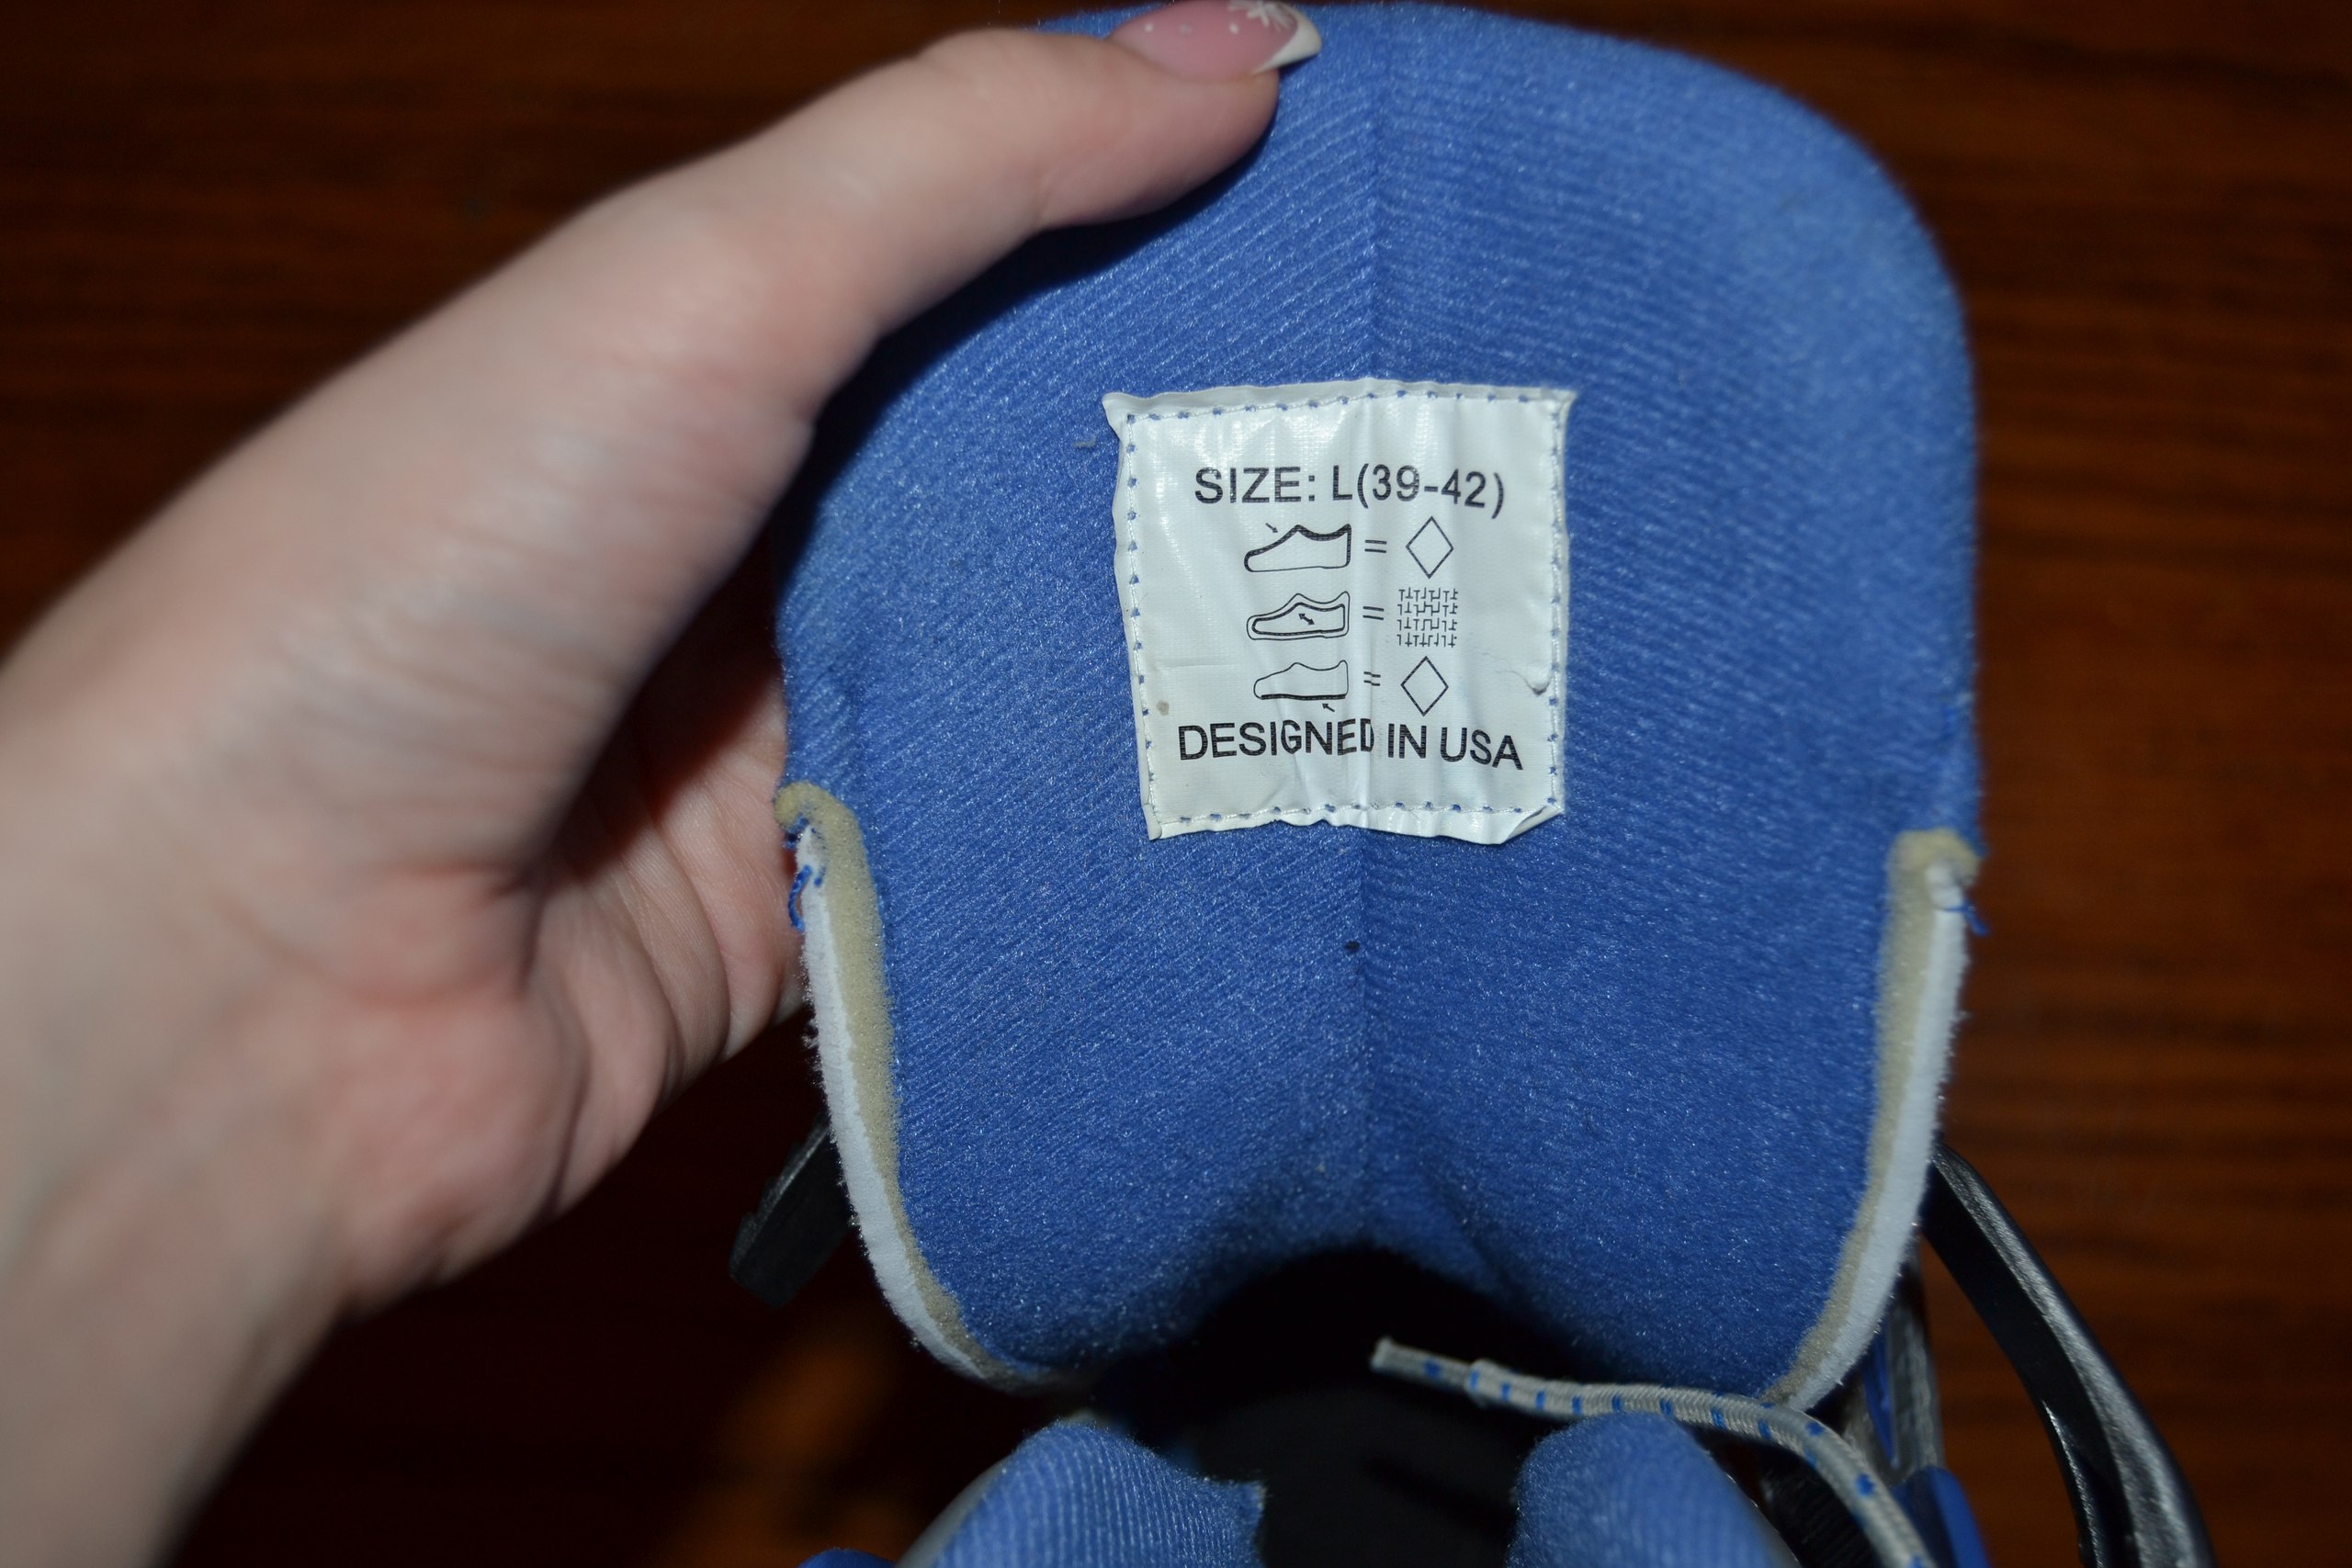 SIZE: L(39-42)
=
=
=
DESIGNED IN USA